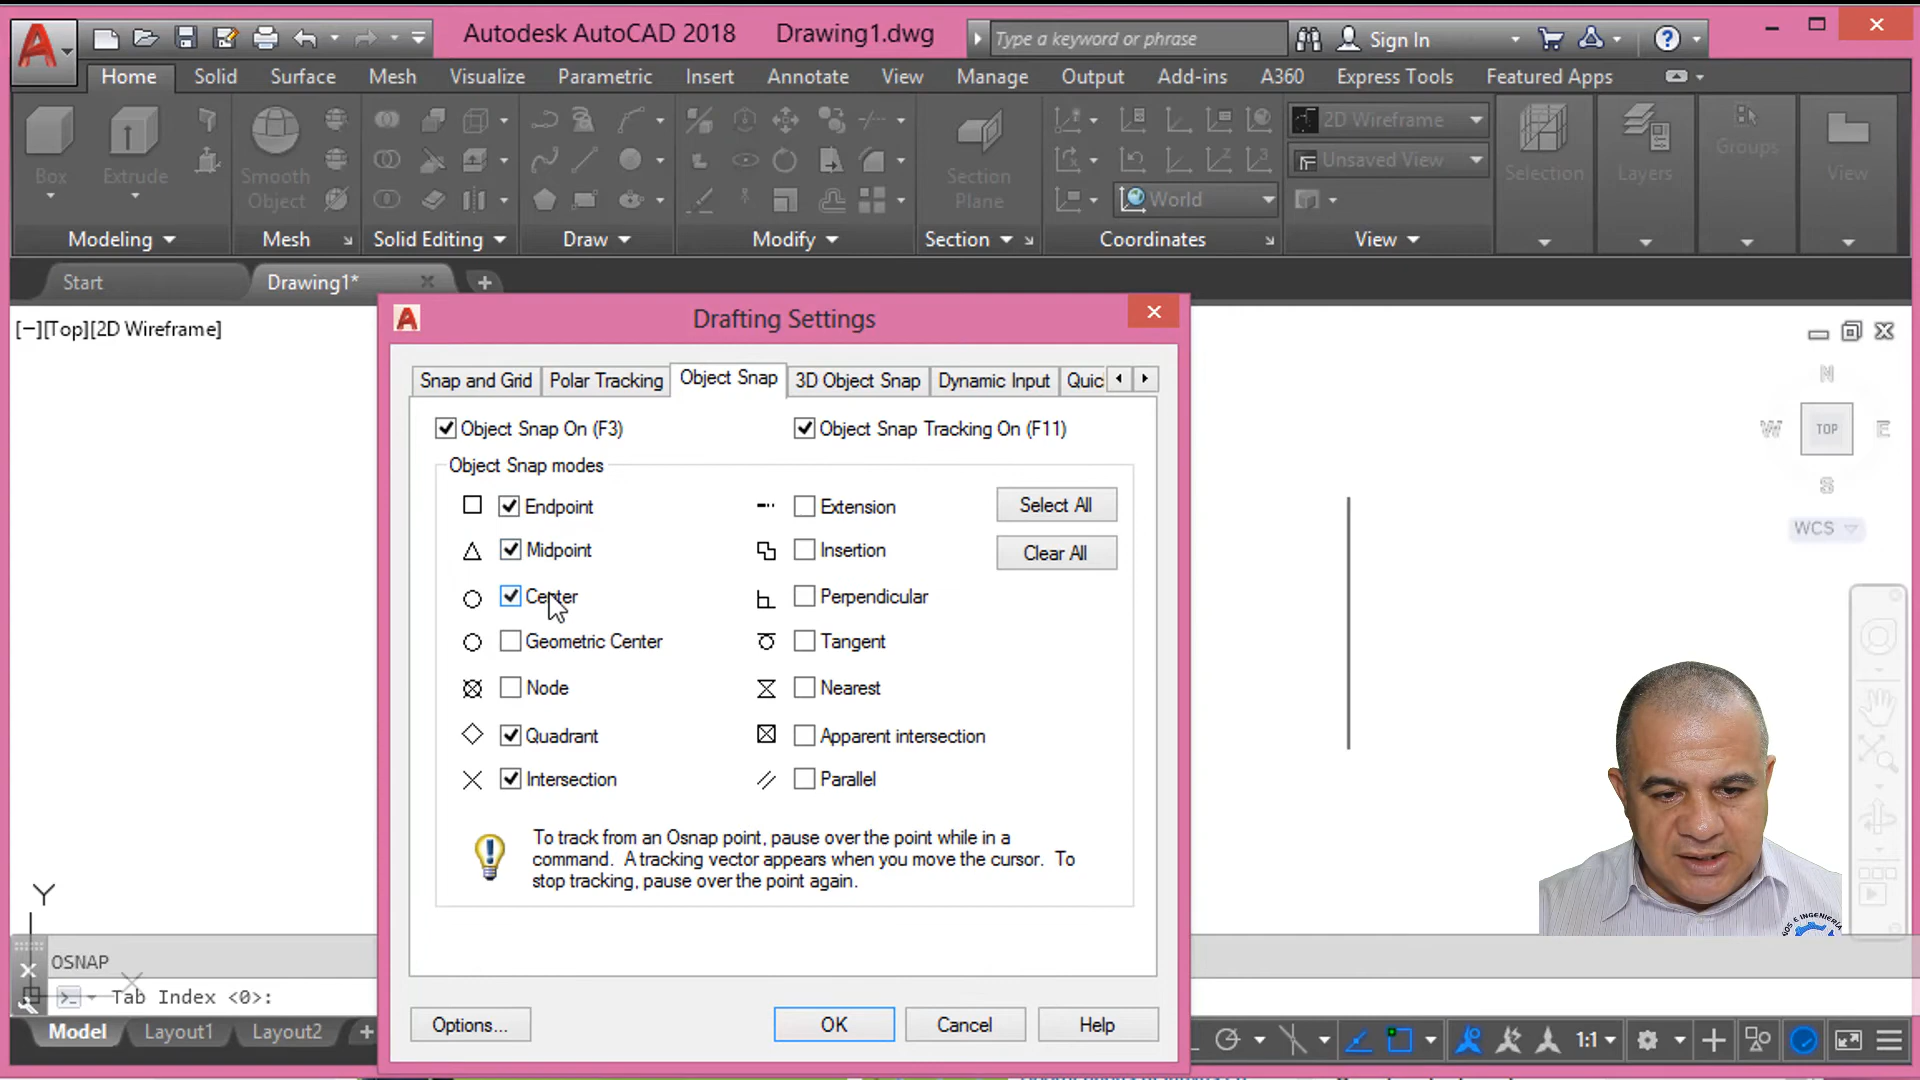 Autodesk AutoCAD 2018 Drawing1.dwg
Type a keyword or phrase
Sign In
Home Solid Surface Mesh Visualize Parametric Insert Annotate View Manage Output Add-ins A360 Express Tools Featured Apps
Box Extrude Smooth Object Section Plane
2D Wireframe
Unsaved View
World
Selection Layers Groups View
Modeling Mesh Solid Editing Draw Modify Section Coordinates View
Start Drawing1*
[−][Top][2D Wireframe]
Drafting Settings
Snap and Grid Polar Tracking Object Snap 3D Object Snap Dynamic Input
Object Snap On (F3) Object Snap Tracking On (F11)
Object Snap modes
Endpoint Extension Select All
Midpoint Insertion Clear All
Center Perpendicular
Geometric Center Tangent
Node Nearest
Quadrant Apparent intersection
Intersection Parallel
To track from an Osnap point, pause over the point while in a
command. A tracking vector appears when you move the cursor. To
stop tracking, pause over the point again.
Options... OK Cancel Help
N
W TOP E
S
WCS
Y
OSNAP
Tab Index <0>:
Model Layout1 Layout2
1:1